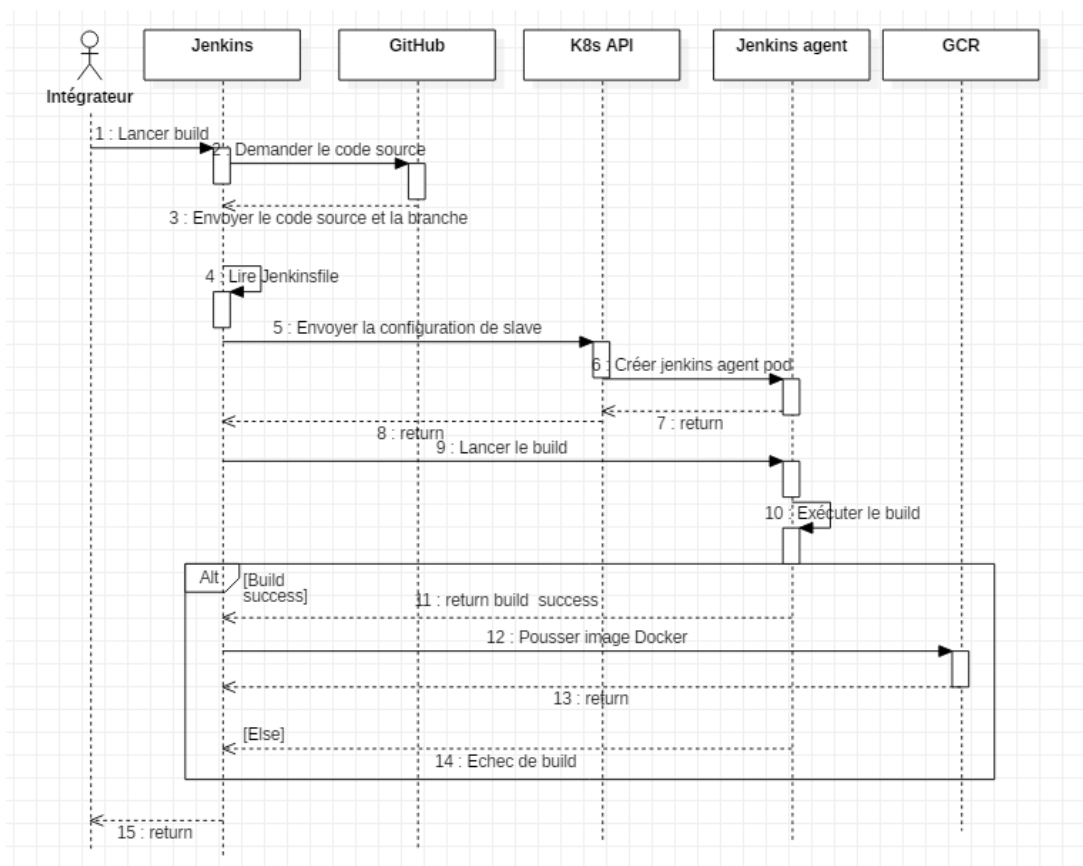 Jenkins
GitHub
K8s API
Jenkins agent
GCR
Intégrateur
1 : Lancer build
2 : Demander le code source
3 : Envoyer le code source et la branche
4 : Lire Jenkinsfile
5 : Envoyer la configuration de slave
6 : Créer jenkins agent pod
7 : return
8 : return
9 : Lancer le build
10 : Exécuter le build
Alt
[Build
success]
11 : return build success
12 : Pousser image Docker
13 : return
[Else]
14 : Echec de build
15 : return